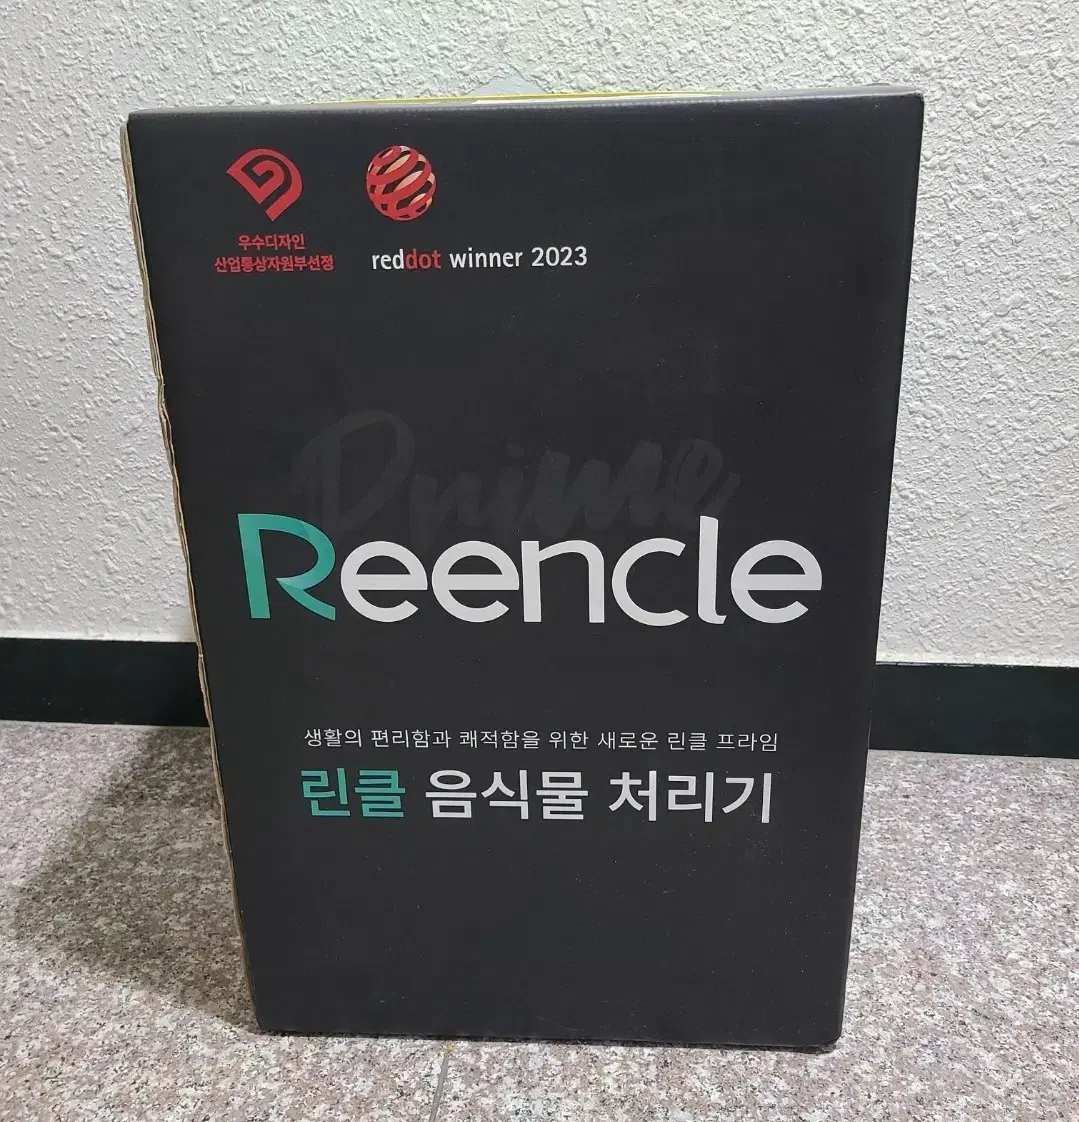 우수디자인
산업통상자원부선정
reddot winner 2023
Prime
Reencle
생활의 편리함과 쾌적함을 위한 새로운 린클 프라임
린클 음식물 처리기